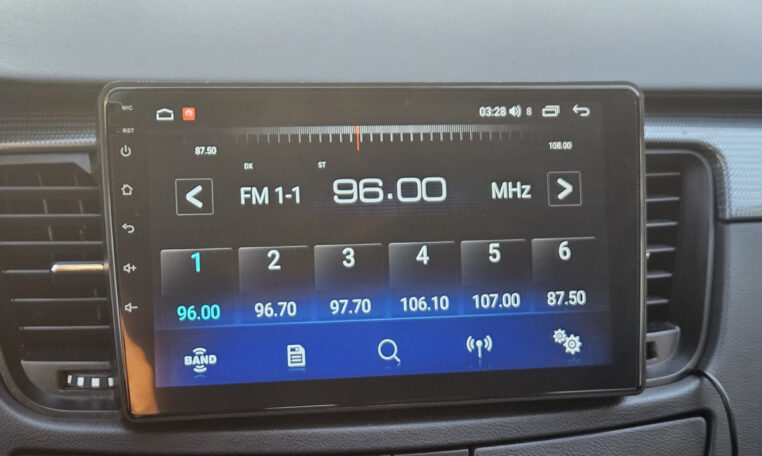 MIC
RST
03:28 8
87.50
108.00
DX ST
FM 1-1 96.00 MHz
1 2 3 4 5 6
96.00 96.70 97.70 106.10 107.00 87.50
BAND